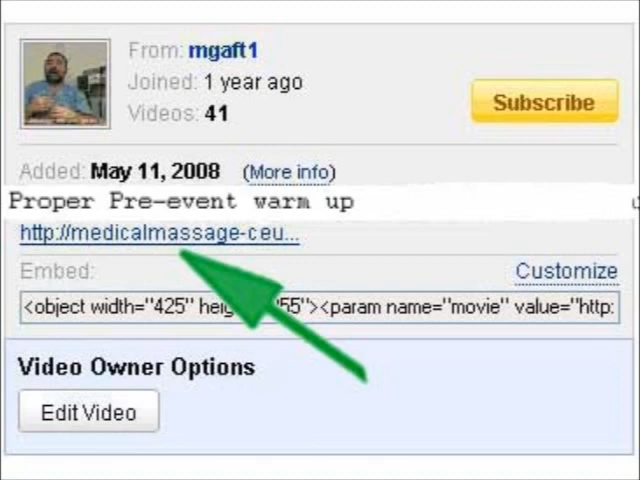 From: mgaft1
Joined: 1 year ago
Videos: 41
Subscribe
Added: May 11, 2008 (More info)
Proper Pre-event warm up
http://medicalmassage-ceu...
Embed:
Customize
<object width="425" heig 55"><param name="movie" value="http:
Video Owner Options
Edit Video